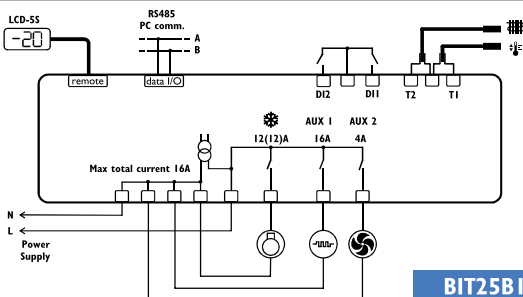 LCD-5S
-20
RS485
PC comm.
A
B
remote
data I/O
DI2
DI1
T2
T1
AUX 1
AUX 2
12(12)A
16A
4A
Max total current 16A
N
L
Power
Supply
BIT25B1